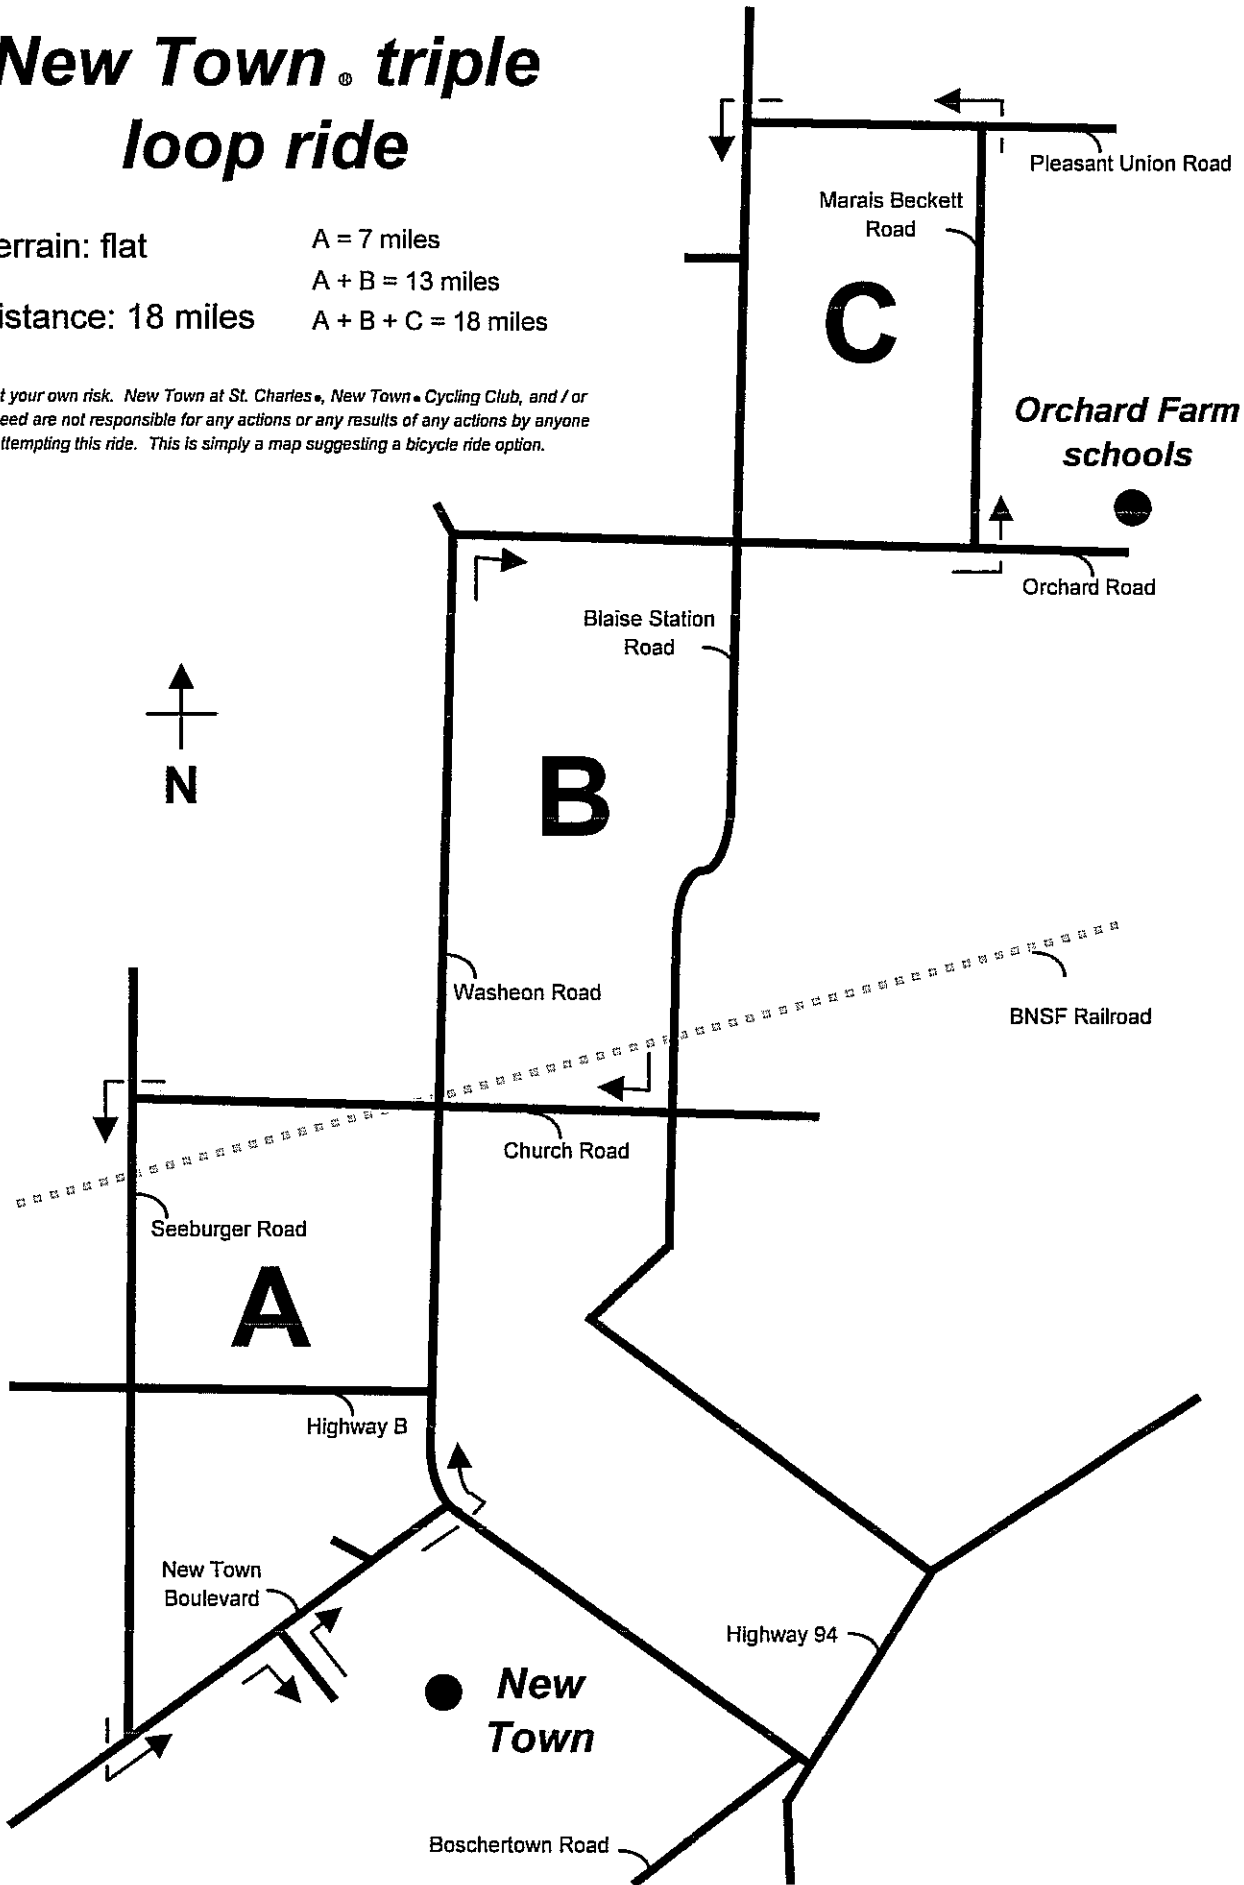 New Town® triple
loop ride
errain: flat
istance: 18 miles
A = 7 miles
A + B = 13 miles
A + B + C = 18 miles
t your own risk. New Town at St. Charles®, New Town® Cycling Club, and / or
eed are not responsible for any actions or any results of any actions by anyone
ttempting this ride. This is simply a map suggesting a bicycle ride option.
Pleasant Union Road
Marais Beckett
Road
C
Orchard Farm
schools
Orchard Road
Blaise Station
Road
N
B
Washeon Road
BNSF Railroad
Church Road
Seeburger Road
A
Highway B
New Town
Boulevard
Highway 94
New
Town
Boschertown Road